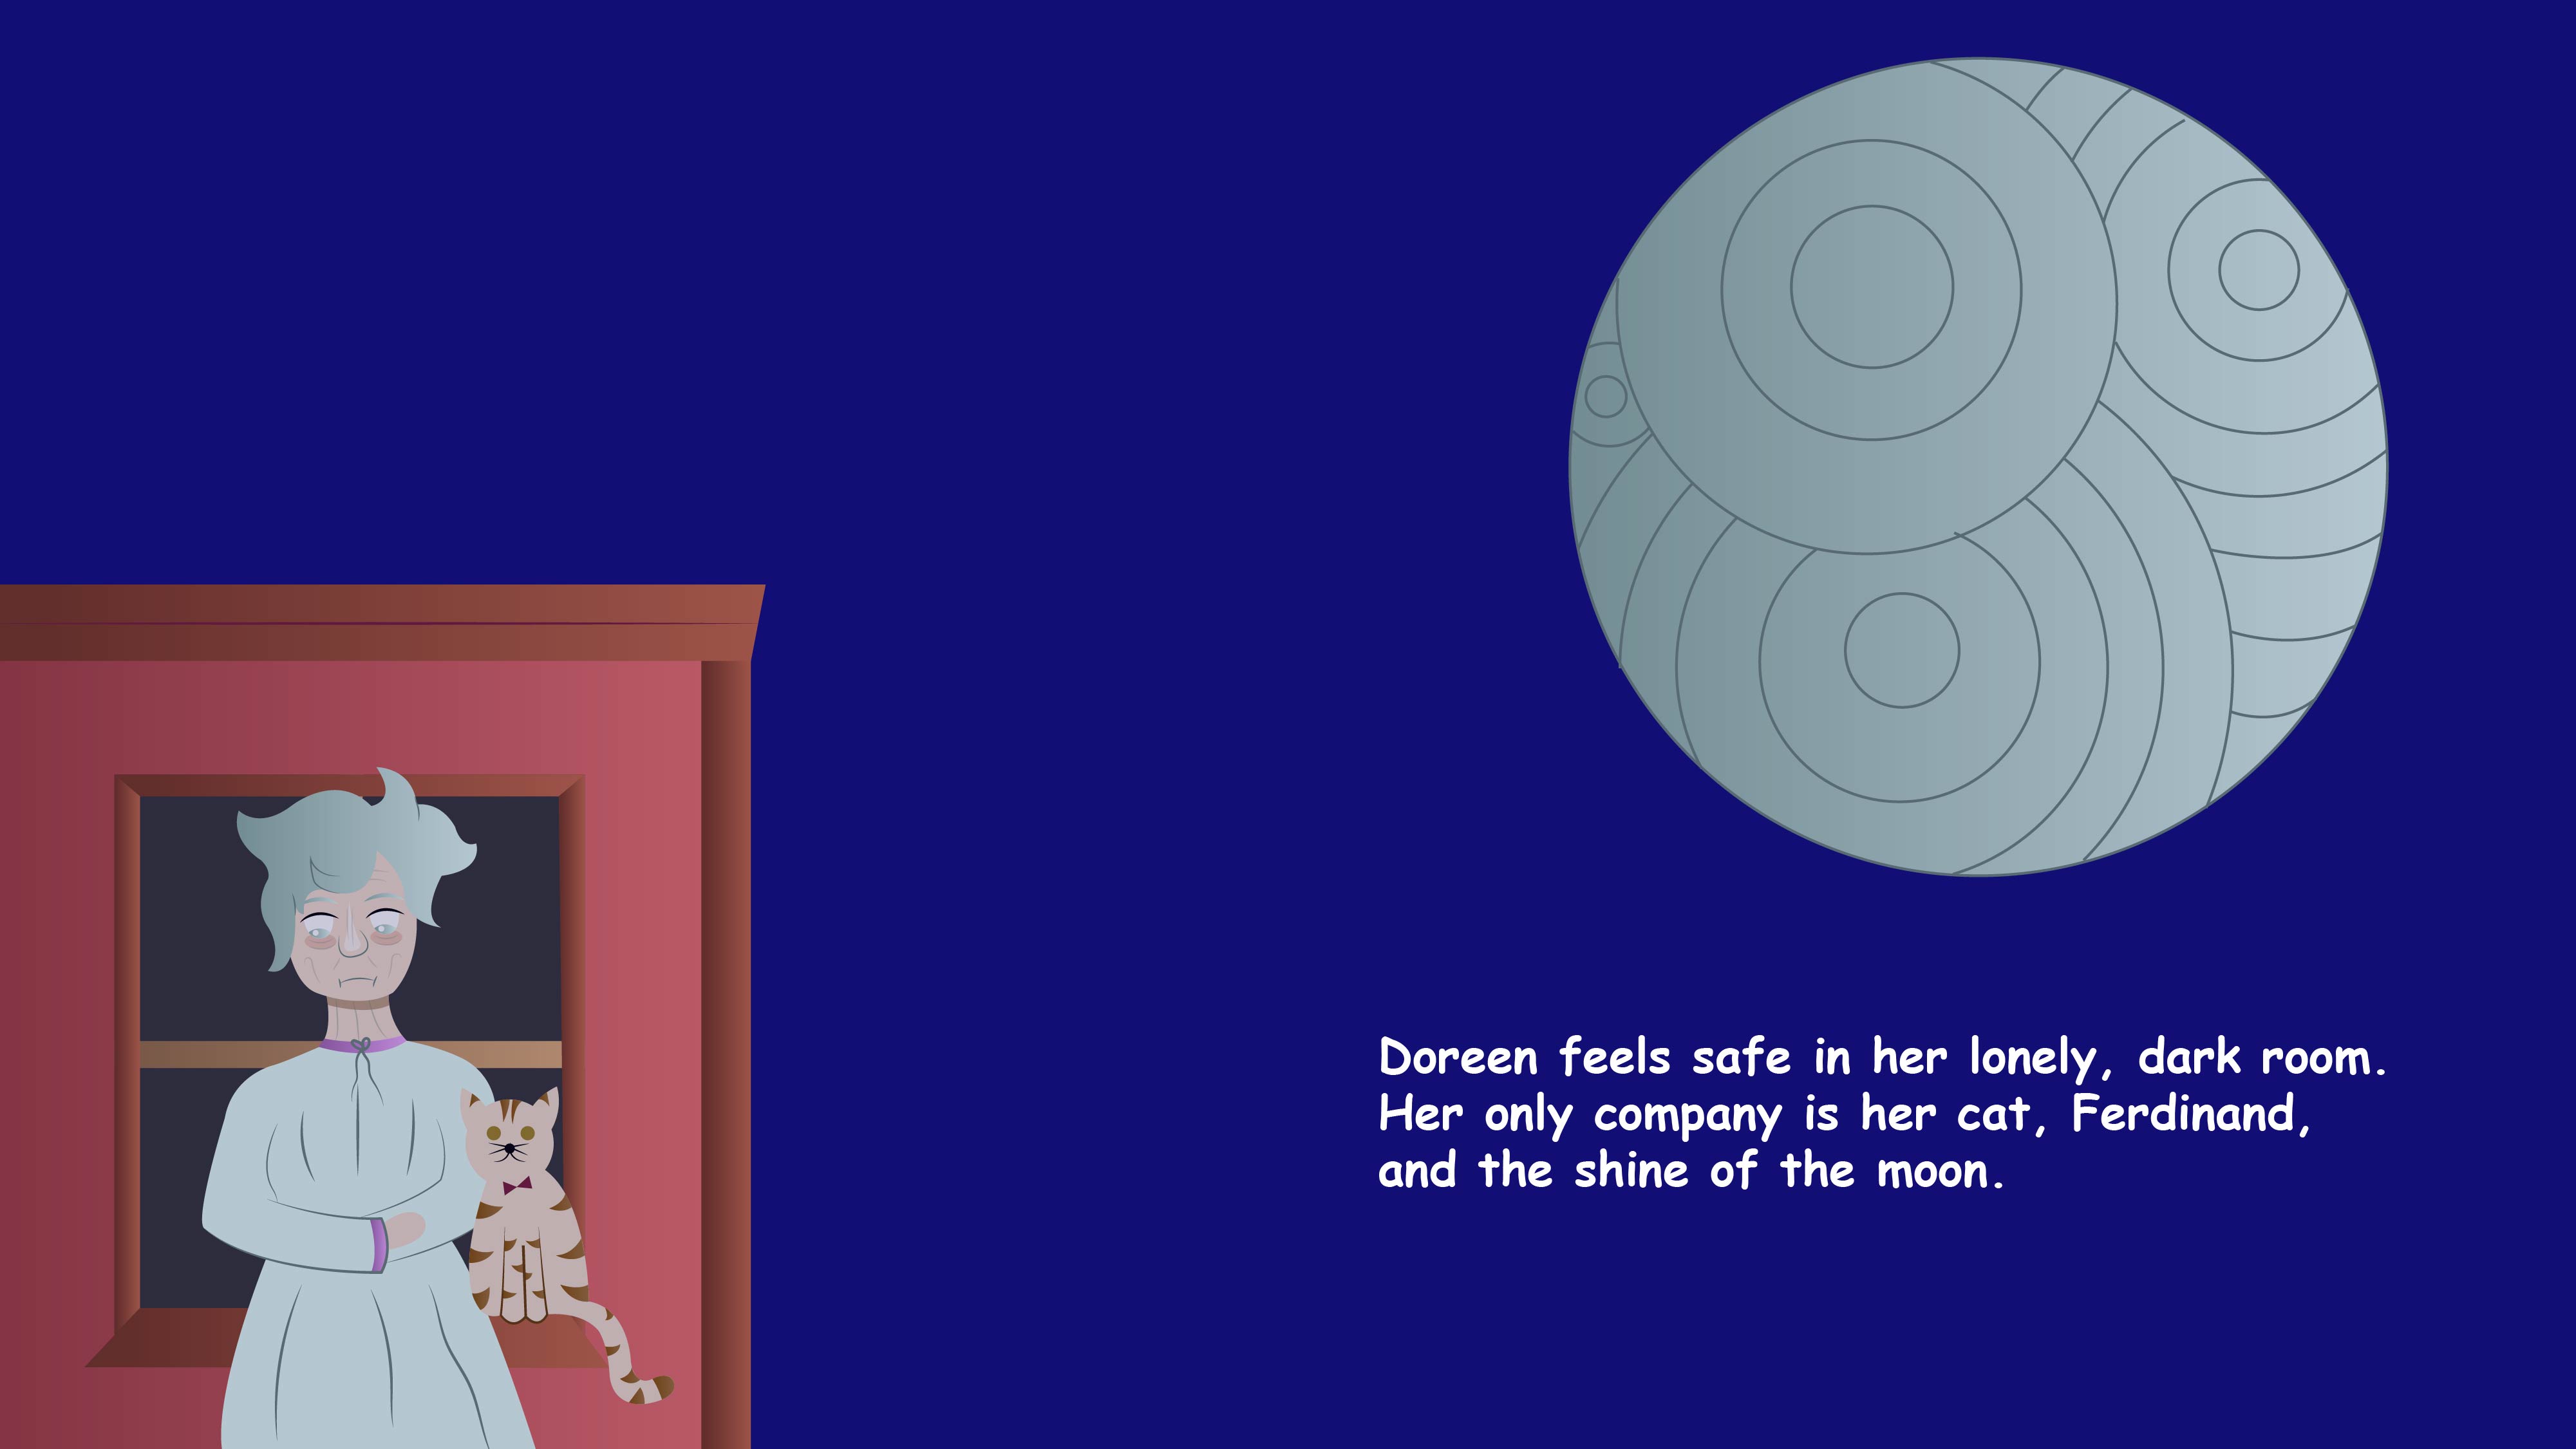 Doreen feels safe in her lonely, dark room.
Her only company is her cat, Ferdinand,
and the shine of the moon.